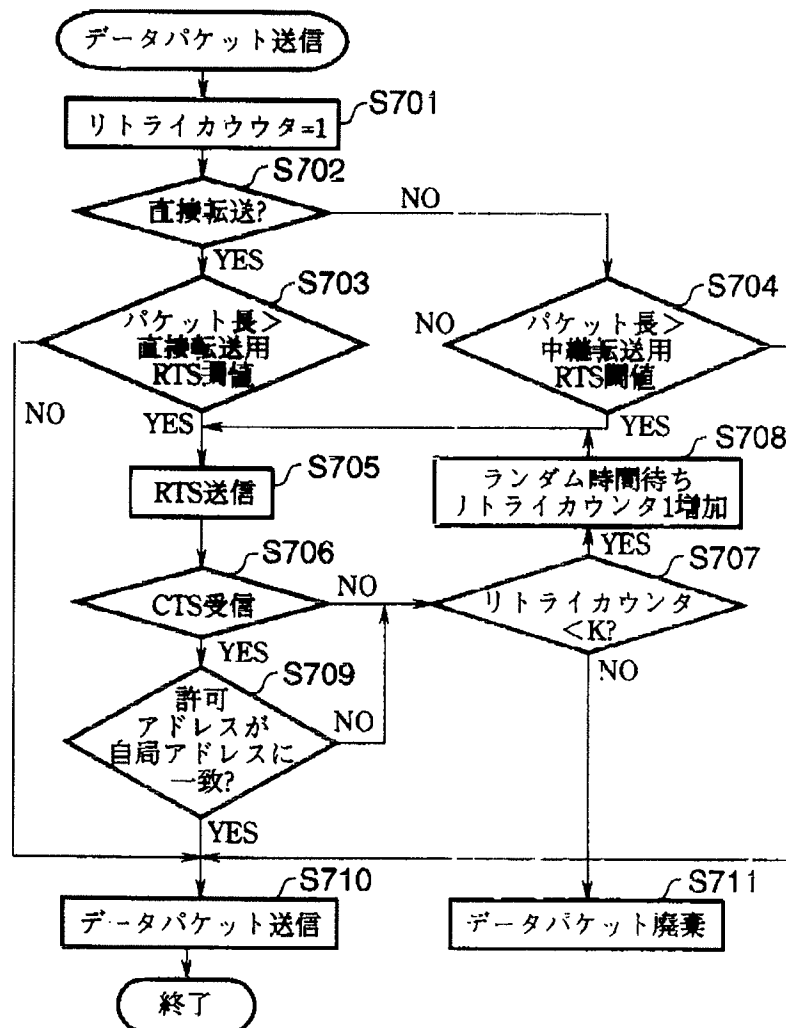 データパケット送信
S701
リトライカウウタ=1
S702
直接転送?
NO
YES
S703
パケット長>
直接転送用
RTS閾値
NO
YES
S704
NO
パケット長>
中継転送用
RTS閾値
YES
S705
RTS送信
S708
ランダム時間待ち
リトライカウンタ1増加
YES
S706
CTS受信
NO
YES
S707
リトライカウンタ
<K?
NO
S709
許可
アドレスが
自局アドレスに
一致?
NO
YES
S710
データパケット送信
S711
データパケット廃棄
終了